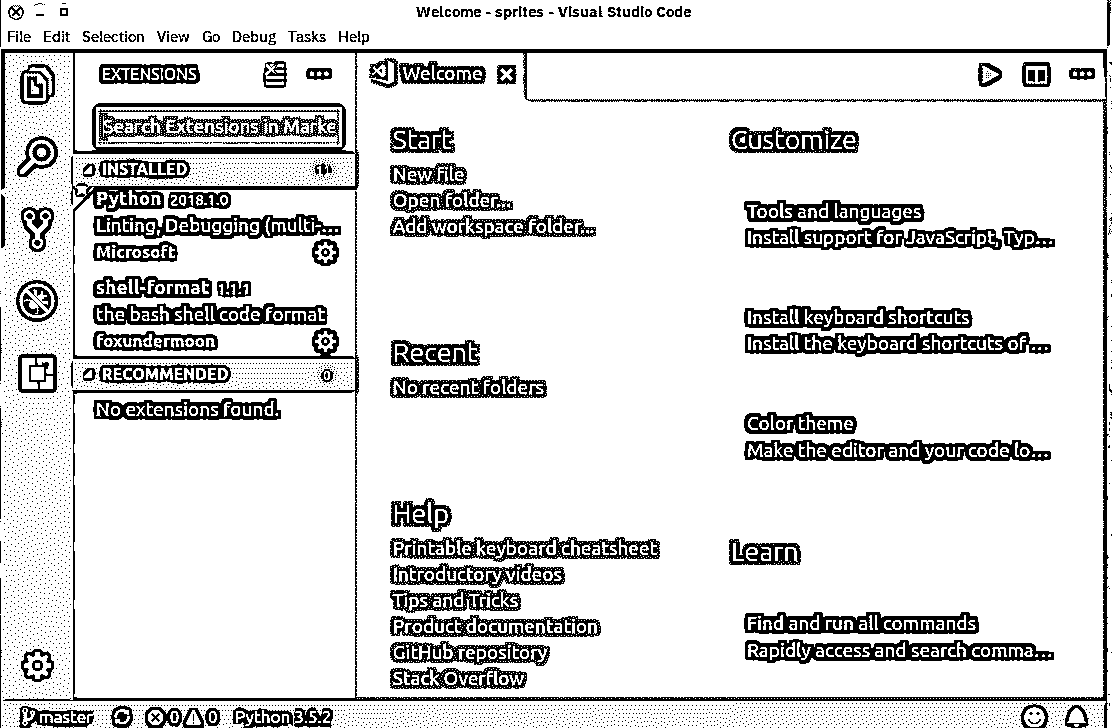 Welcome - sprites - Visual Studio Code
File Edit Selection View Go Debug Tasks Help
EXTENSIONS
Search Extensions in Marke
INSTALLED
Python 2018.1.0
Linting, Debugging (multi-...
Microsoft
shell-format 1.1.1
the bash shell code format
foxundermoon
RECOMMENDED 0
No extensions found.
Welcome
Start
New file
Open folder...
Add workspace folder...
Recent
No recent folders
Help
Printable keyboard cheatsheet
Introductory videos
Tips and Tricks
Product documentation
GitHub repository
Stack Overflow
Customize
Tools and languages
Install support for JavaScript, Typ...
Install keyboard shortcuts
Install the keyboard shortcuts of ...
Color theme
Make the editor and your code lo...
Learn
Find and run all commands
Rapidly access and search comma...
master 0 0 Python 3.5.2